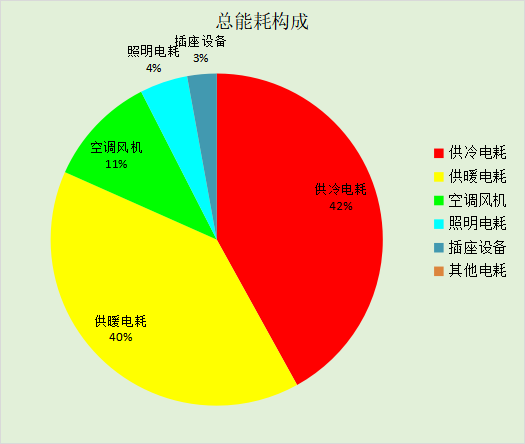 总能耗构成
插座设备
3%
照明电耗
4%
空调风机
11%
供冷电耗
42%
供暖电耗
40%
供冷电耗
供暖电耗
空调风机
照明电耗
插座设备
其他电耗